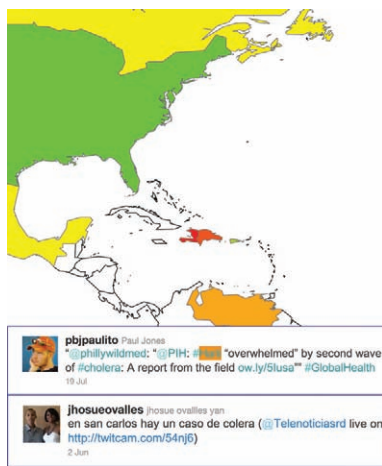 pbjpaulito Paul Jones
"@phillywildmed: "@PIH: #Haiti "overwhelmed" by second wave
of #cholera: A report from the field ow.ly/5lusa"" #GlobalHealth
19 Jul
jhosueovalles jhosue ovalles yan
en san carlos hay un caso de colera (@Telenoticiasrd live on
http://twitcam.com/54nj6)
2 Jun